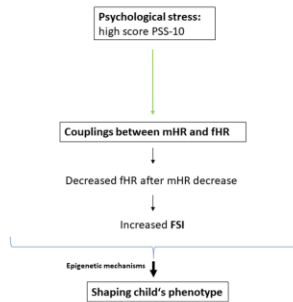 Psychological stress:
high score PSS-10
Couplings between mHR and fHR
Decreased fHR after mHR decrease
Increased FSI
Epigenetic mechanisms
Shaping child's phenotype